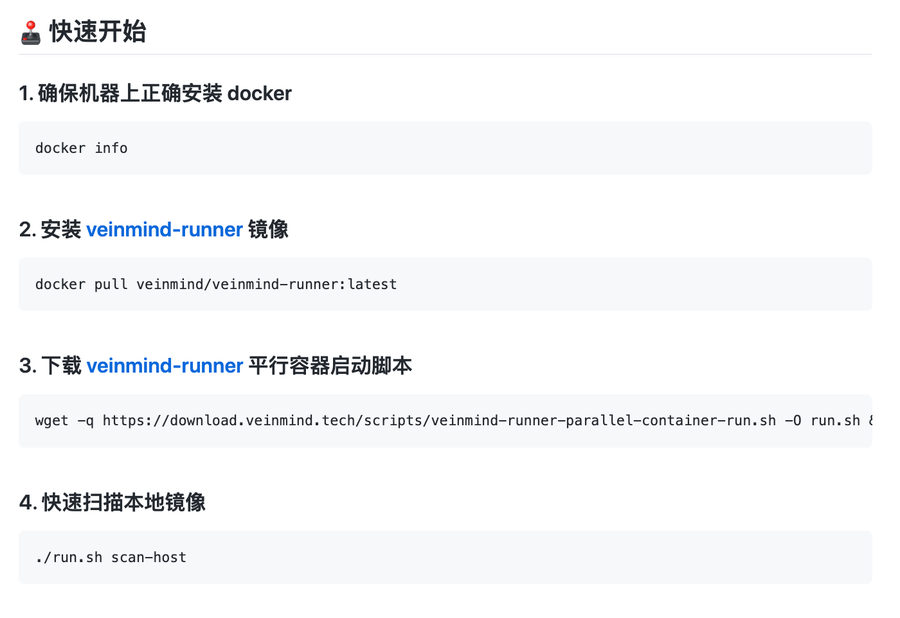 快速开始
1. 确保机器上正确安装 docker
docker info
2. 安装 veinmind-runner 镜像
docker pull veinmind/veinmind-runner:latest
3. 下载 veinmind-runner 平行容器启动脚本
wget -q https://download.veinmind.tech/scripts/veinmind-runner-parallel-container-run.sh -O run.sh &
4. 快速扫描本地镜像
./run.sh scan-host